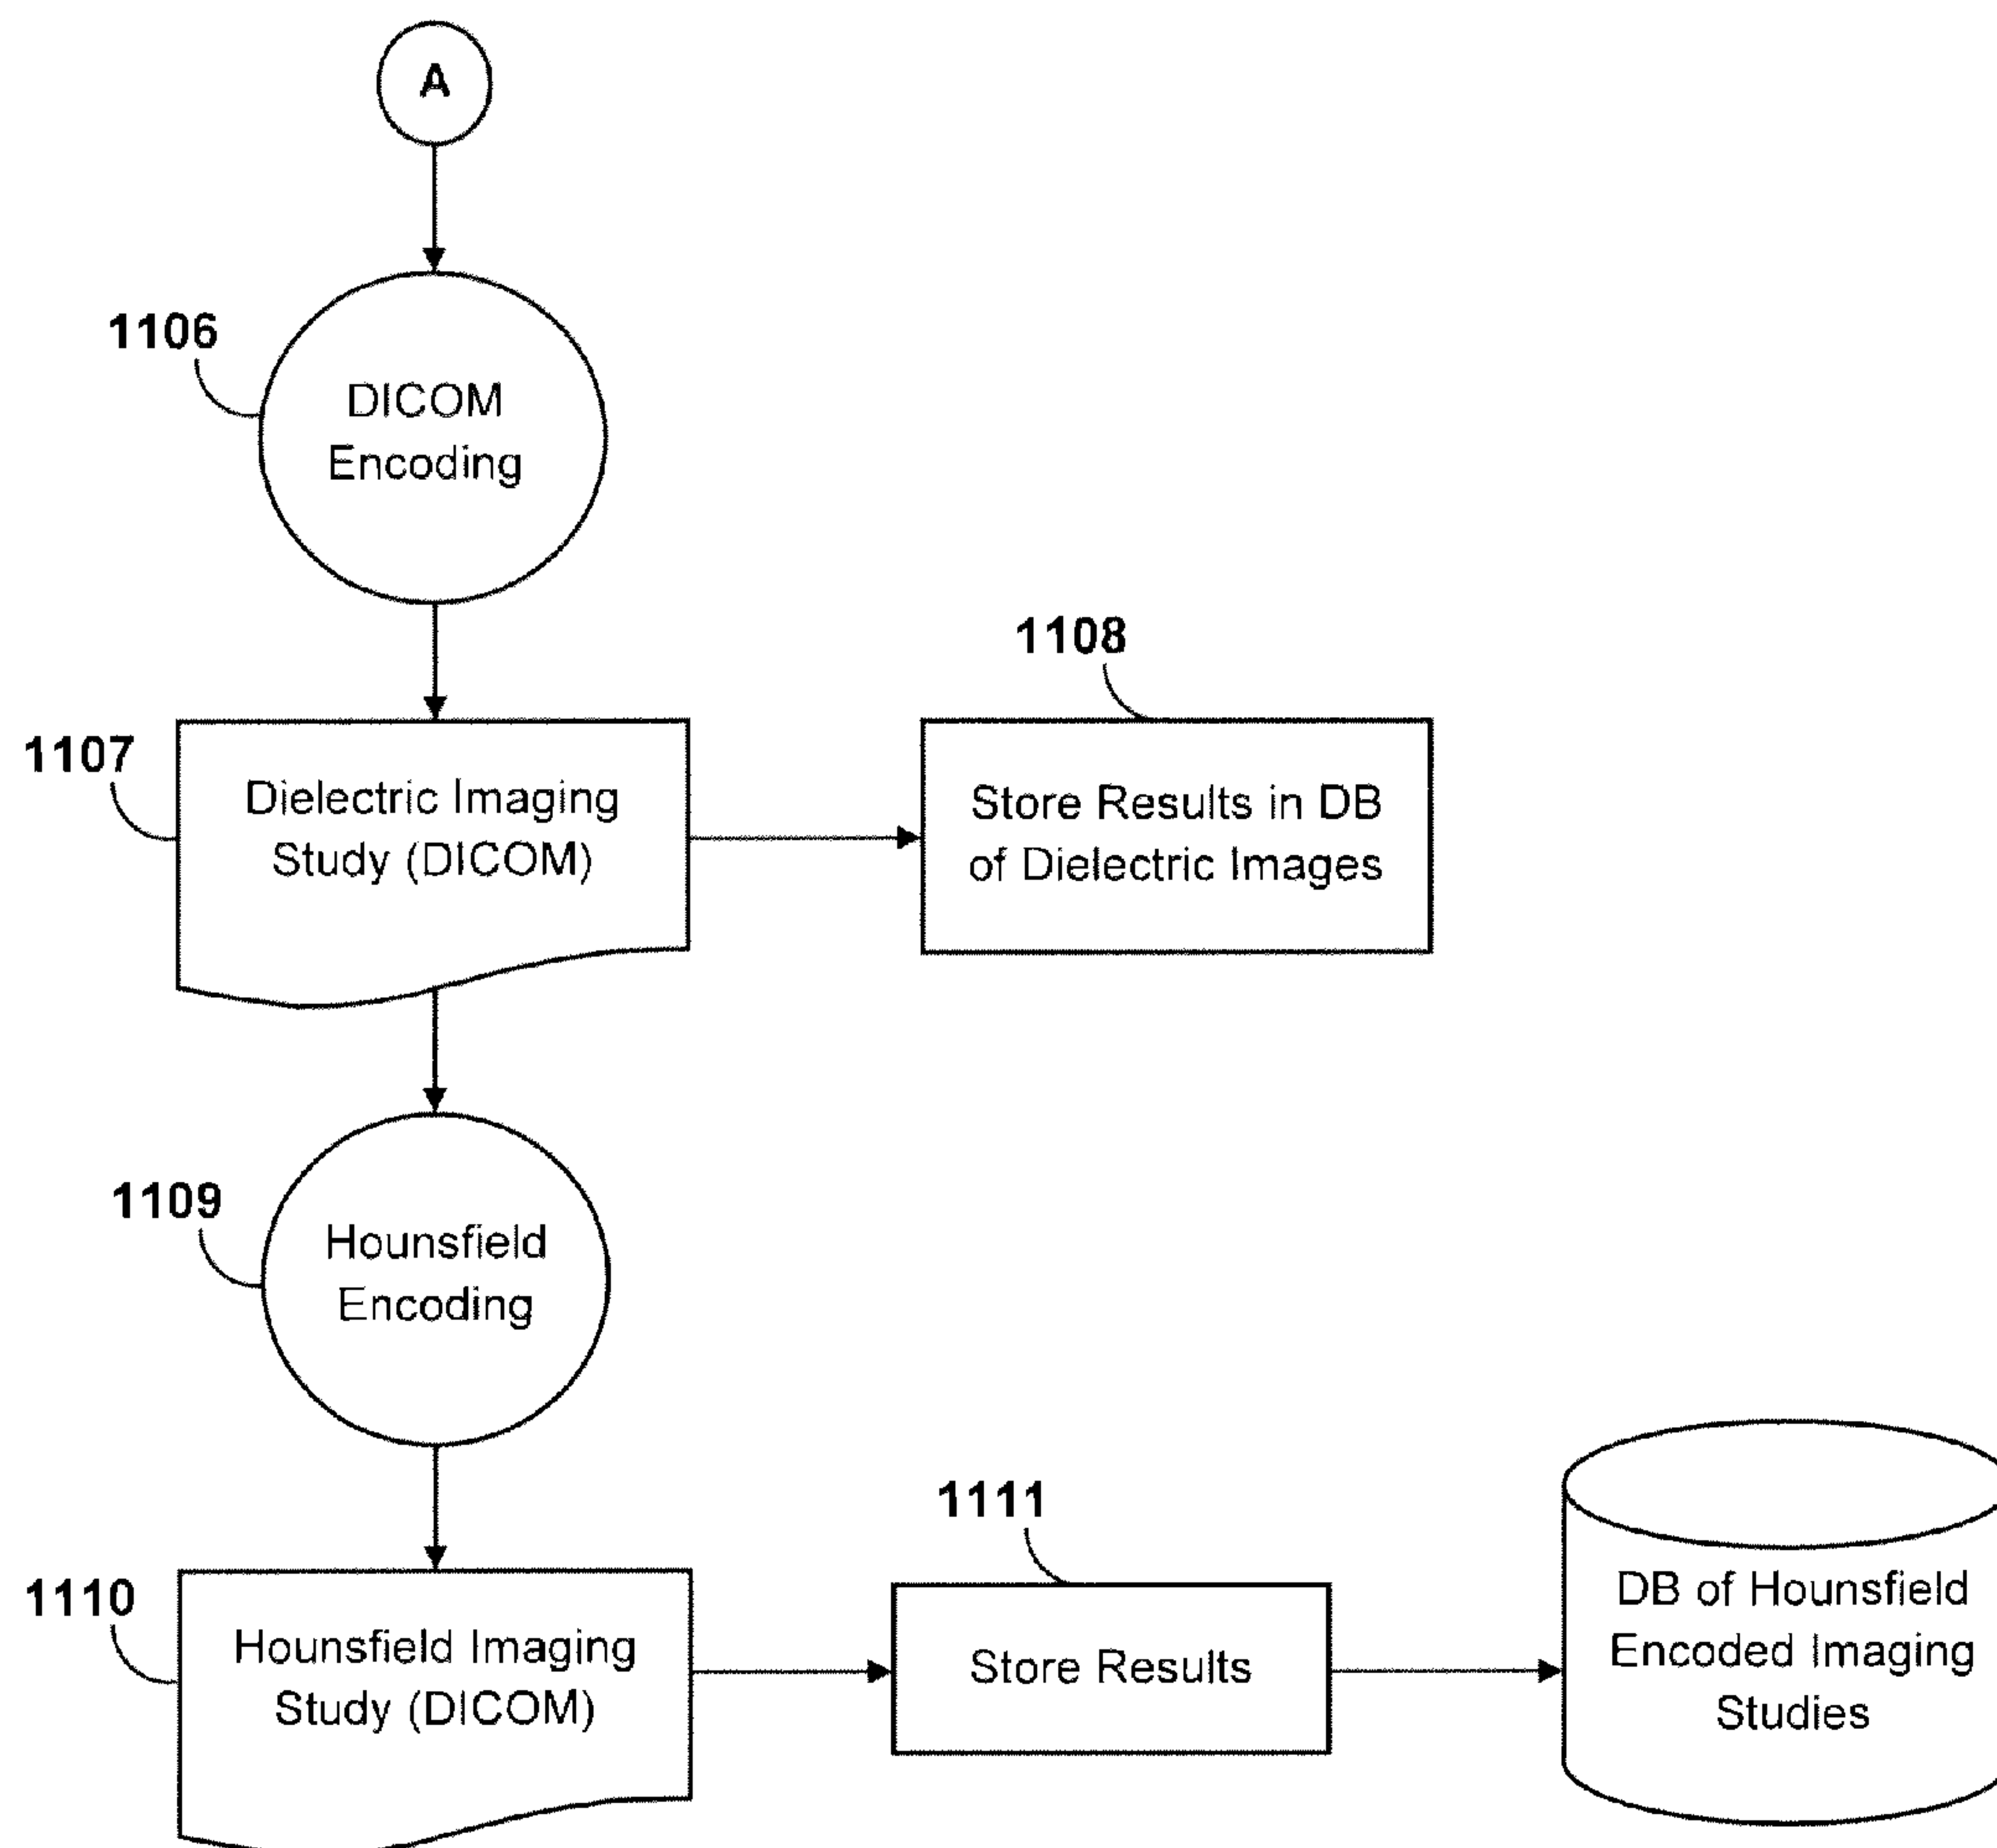 A
1106
DICOM
Encoding
1107
Dielectric Imaging
Study (DICOM)
1108
Store Results in DB
of Dielectric Images
1109
Hounsfield
Encoding
1110
Hounsfield Imaging
Study (DICOM)
1111
Store Results
DB of Hounsfield
Encoded Imaging
Studies